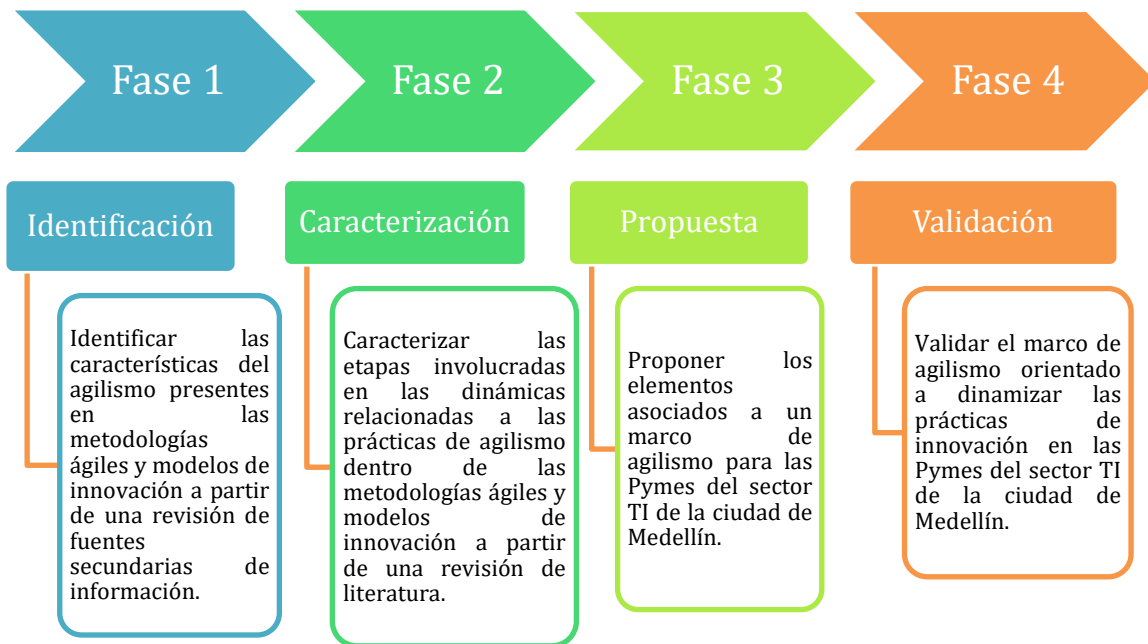 Fase 1
Fase 2
Fase 3
Fase 4
Identificación
Identificar las
características del
agilismo presentes
en las
metodologías
ágiles y modelos de
innovación a partir
de una revisión de
fuentes
secundarias de
información.
Caracterización
Caracterizar las
etapas involucradas
en las dinámicas
relacionadas a las
prácticas de agilismo
dentro de las
metodologías ágiles y
modelos de
innovación a partir
de una revisión de
literatura.
Propuesta
Proponer los
elementos
asociados a un
marco de
agilismo para las
Pymes del sector
TI de la ciudad de
Medellín.
Validación
Validar el marco de
agilismo orientado
a dinamizar las
prácticas de
innovación en las
Pymes del sector TI
de la ciudad de
Medellín.